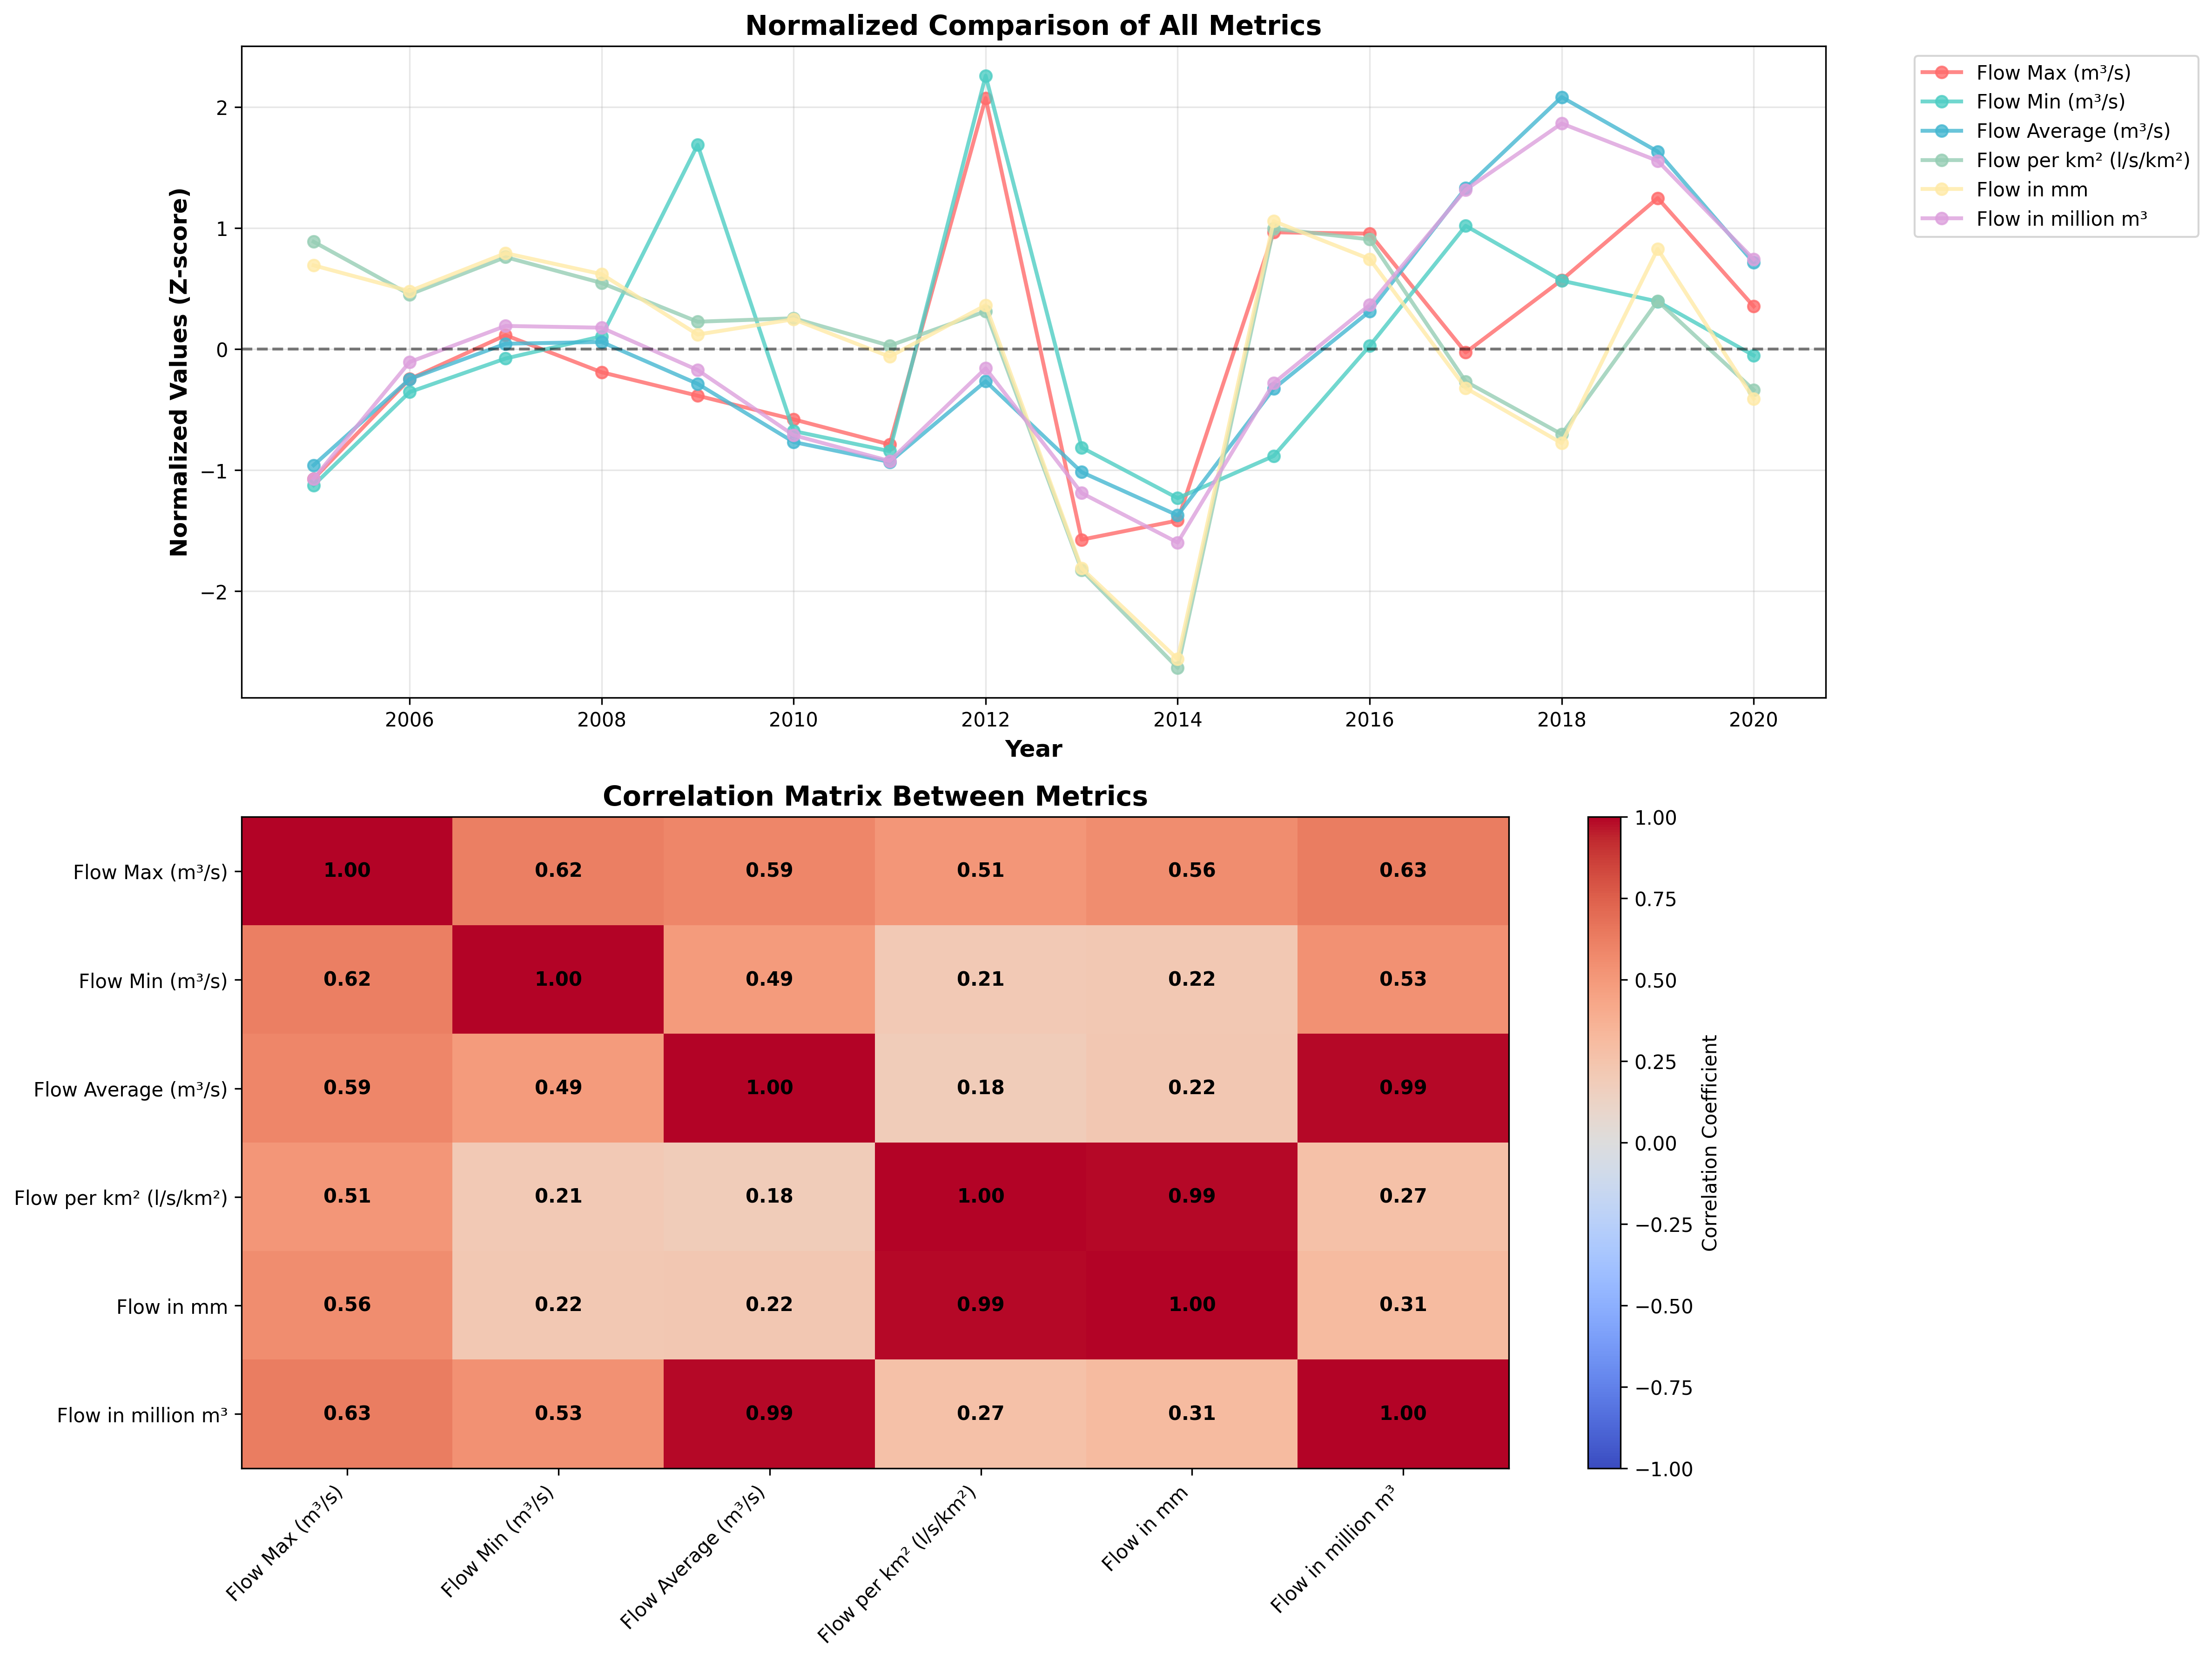 Normalized Comparison of All Metrics
Normalized Values (Z-score)
2
1
0
−1
−2
2006 2008 2010 2012 2014 2016 2018 2020
Year
Flow Max (m³/s)
Flow Min (m³/s)
Flow Average (m³/s)
Flow per km² (l/s/km²)
Flow in mm
Flow in million m³
Correlation Matrix Between Metrics
Flow Max (m³/s) 1.00 0.62 0.59 0.51 0.56 0.63
Flow Min (m³/s) 0.62 1.00 0.49 0.21 0.22 0.53
Flow Average (m³/s) 0.59 0.49 1.00 0.18 0.22 0.99
Flow per km² (l/s/km²) 0.51 0.21 0.18 1.00 0.99 0.27
Flow in mm 0.56 0.22 0.22 0.99 1.00 0.31
Flow in million m³ 0.63 0.53 0.99 0.27 0.31 1.00
Flow Max (m³/s)
Flow Min (m³/s)
Flow Average (m³/s)
Flow per km² (l/s/km²)
Flow in mm
Flow in million m³
1.00
0.75
0.50
0.25
0.00
−0.25
−0.50
−0.75
−1.00
Correlation Coefficient